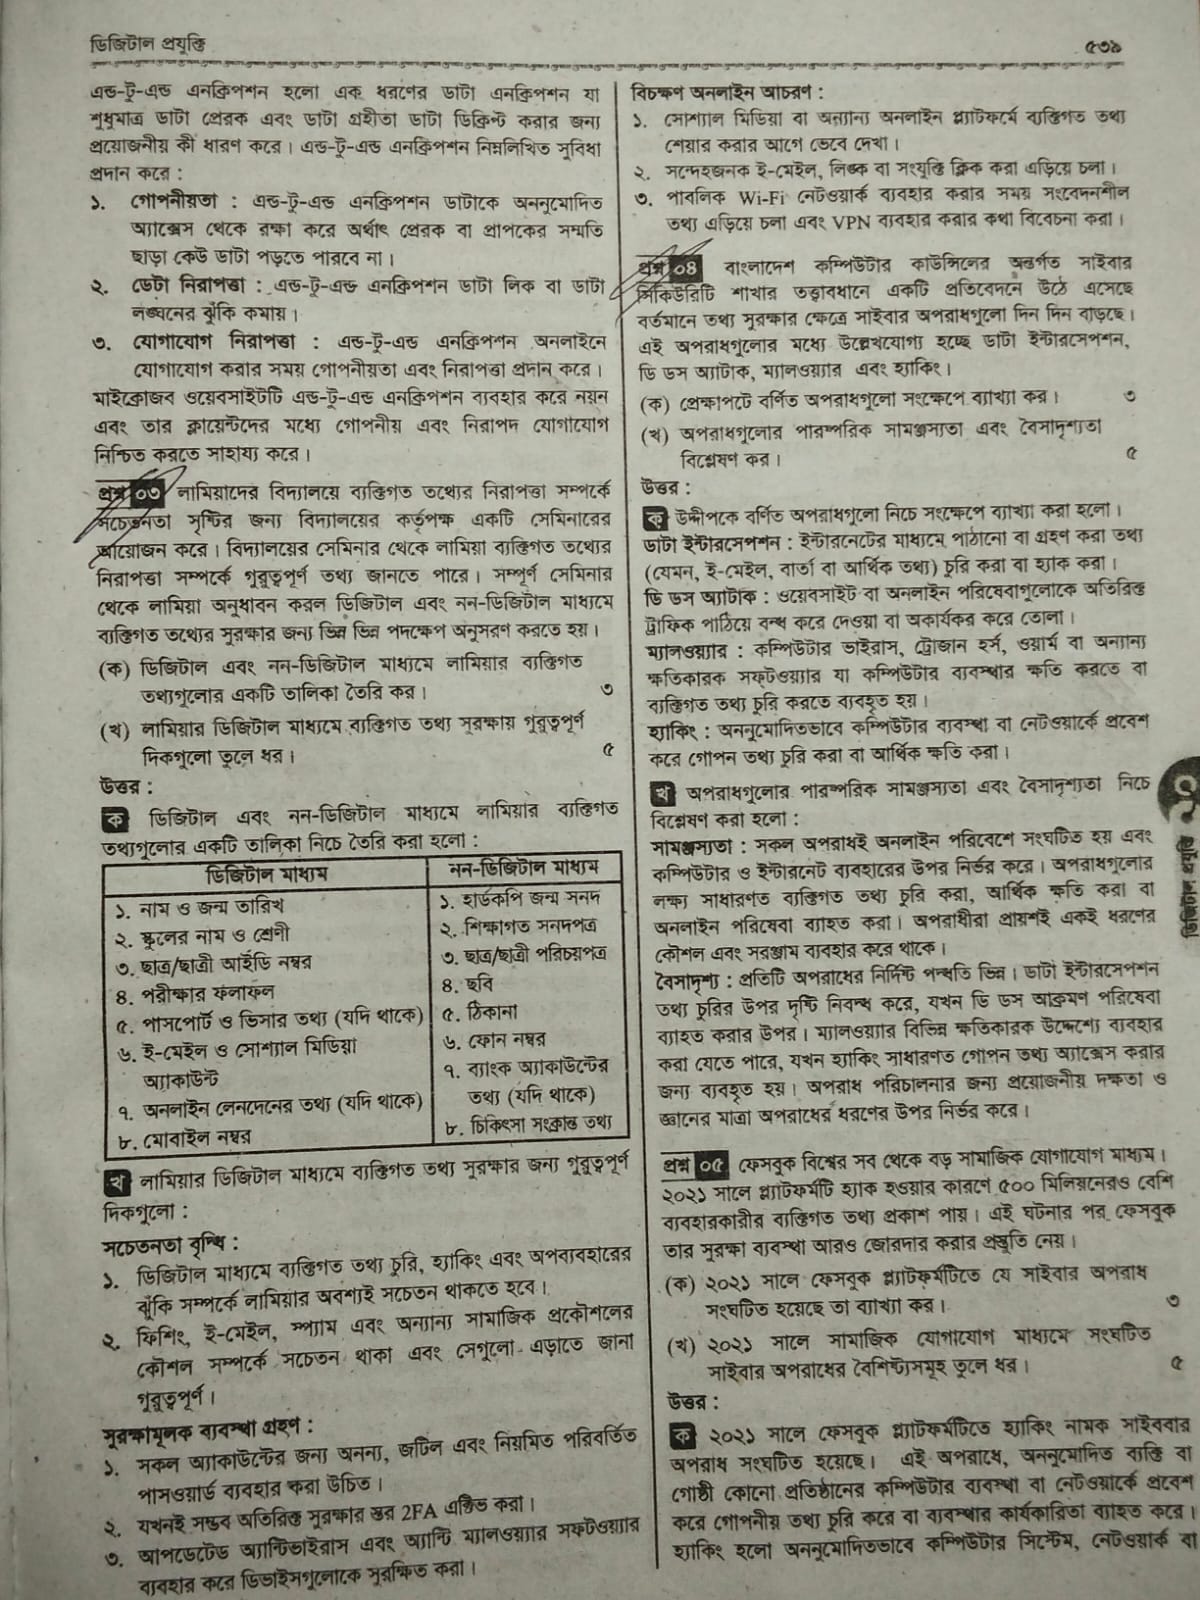 ডিজিটাল প্রযুক্তি
৫৩৯
এন্ড-টু-এন্ড এনক্রিপশন হলো এক ধরণের ডাটা এনক্রিপশন যা
শুধুমাত্র ডাটা প্রেরক এবং ডাটা গ্রহীতা ডাটা ডিক্রিপ্ট করার জন্য
প্রয়োজনীয় কী ধারণ করে। এন্ড-টু-এন্ড এনক্রিপশন নিম্নলিখিত সুবিধা
প্রদান করে :
১. গোপনীয়তা : এন্ড-টু-এন্ড এনক্রিপশন ডাটাকে অননুমোদিত
অ্যাক্সেস থেকে রক্ষা করে অর্থাৎ প্রেরক বা প্রাপকের সম্মতি
ছাড়া কেউ ডাটা পড়তে পারবে না।
২. ডেটা নিরাপত্তা : এন্ড-টু-এন্ড এনক্রিপশন ডাটা লিক বা ডাটা
লঙ্ঘনের ঝুঁকি কমায়।
৩. যোগাযোগ নিরাপত্তা : এন্ড-টু-এন্ড এনক্রিপশন অনলাইনে
যোগাযোগ করার সময় গোপনীয়তা এবং নিরাপত্তা প্রদান করে।
মাইক্রোজব ওয়েবসাইটটি এন্ড-টু-এন্ড এনক্রিপশন ব্যবহার করে নয়ন
এবং তার ক্লায়েন্টদের মধ্যে গোপনীয় এবং নিরাপদ যোগাযোগ
নিশ্চিত করতে সাহায্য করে।
প্রশ্ন ০৩ লামিয়াদের বিদ্যালয়ে ব্যক্তিগত তথ্যের নিরাপত্তা সম্পর্কে
সচেতনতা সৃষ্টির জন্য বিদ্যালয়ের কর্তৃপক্ষ একটি সেমিনারের
আয়োজন করে। বিদ্যালয়ের সেমিনার থেকে লামিয়া ব্যক্তিগত তথ্যের
নিরাপত্তা সম্পর্কে গুরুত্বপূর্ণ তথ্য জানতে পারে। সম্পূর্ণ সেমিনার
থেকে লামিয়া অনুধাবন করল ডিজিটাল এবং নন-ডিজিটাল মাধ্যমে
ব্যক্তিগত তথ্যের সুরক্ষার জন্য ভিন্ন ভিন্ন পদক্ষেপ অনুসরণ করতে হয়।
(ক) ডিজিটাল এবং নন-ডিজিটাল মাধ্যমে লামিয়ার ব্যক্তিগত
তথ্যগুলোর একটি তালিকা তৈরি কর। ৩
(খ) লামিয়ার ডিজিটাল মাধ্যমে ব্যক্তিগত তথ্য সুরক্ষায় গুরুত্বপূর্ণ
দিকগুলো তুলে ধর। ৫
উত্তর :
ক ডিজিটাল এবং নন-ডিজিটাল মাধ্যমে লামিয়ার ব্যক্তিগত
তথ্যগুলোর একটি তালিকা নিচে তৈরি করা হলো :
ডিজিটাল মাধ্যম
১. নাম ও জন্ম তারিখ
২. স্কুলের নাম ও শ্রেণী
৩. ছাত্র/ছাত্রী আইডি নম্বর
৪. পরীক্ষার ফলাফল
৫. পাসপোর্ট ও ভিসার তথ্য (যদি থাকে)
৬. ই-মেইল ও সোশ্যাল মিডিয়া
অ্যাকাউন্ট
৭. অনলাইন লেনদেনের তথ্য (যদি থাকে)
৮. মোবাইল নম্বর
নন-ডিজিটাল মাধ্যম
১. হার্ডকপি জন্ম সনদ
২. শিক্ষাগত সনদপত্র
৩. ছাত্র/ছাত্রী পরিচয়পত্র
৪. ছবি
৫. ঠিকানা
৬. ফোন নম্বর
৭. ব্যাংক অ্যাকাউন্টের
তথ্য (যদি থাকে)
৮. চিকিৎসা সংক্রান্ত তথ্য
খ লামিয়ার ডিজিটাল মাধ্যমে ব্যক্তিগত তথ্য সুরক্ষার জন্য গুরুত্বপূর্ণ
দিকগুলো :
সচেতনতা বৃদ্ধি :
১. ডিজিটাল মাধ্যমে ব্যক্তিগত তথ্য চুরি, হ্যাকিং এবং অপব্যবহারের
ঝুঁকি সম্পর্কে লামিয়ার অবশ্যই সচেতন থাকতে হবে।
২. ফিশিং, ই-মেইল, স্প্যাম এবং অন্যান্য সামাজিক প্রকৌশলের
কৌশল সম্পর্কে সচেতন থাকা এবং সেগুলো এড়াতে জানা
গুরুত্বপূর্ণ।
সুরক্ষামূলক ব্যবস্থা গ্রহণ :
১. সকল অ্যাকাউন্টের জন্য অনন্য, জটিল এবং নিয়মিত পরিবর্তিত
পাসওয়ার্ড ব্যবহার করা উচিত।
২. যখনই সম্ভব অতিরিক্ত সুরক্ষার স্তর 2FA এক্টিভ করা।
৩. আপডেটেড অ্যান্টিভাইরাস এবং অ্যান্টি ম্যালওয়্যার সফটওয়্যার
ব্যবহার করে ডিভাইসগুলোকে সুরক্ষিত করা।
বিচক্ষণ অনলাইন আচরণ :
১. সোশ্যাল মিডিয়া বা অন্যান্য অনলাইন প্ল্যাটফর্মে ব্যক্তিগত তথ্য
শেয়ার করার আগে ভেবে দেখা।
২. সন্দেহজনক ই-মেইল, লিঙ্ক বা সংযুক্তি ক্লিক করা এড়িয়ে চলা।
৩. পাবলিক Wi-Fi নেটওয়ার্ক ব্যবহার করার সময় সংবেদনশীল
তথ্য এড়িয়ে চলা এবং VPN ব্যবহার করার কথা বিবেচনা করা।
প্রশ্ন ০৪ বাংলাদেশ কম্পিউটার কাউন্সিলের অন্তর্গত সাইবার
সিকিউরিটি শাখার তত্ত্বাবধানে একটি প্রতিবেদনে উঠে এসেছে
বর্তমানে তথ্য সুরক্ষার ক্ষেত্রে সাইবার অপরাধগুলো দিন দিন বাড়ছে।
এই অপরাধগুলোর মধ্যে উল্লেখযোগ্য হচ্ছে ডাটা ইন্টারসেপশন,
ডি ডস অ্যাটাক, ম্যালওয়্যার এবং হ্যাকিং।
(ক) প্রেক্ষাপটে বর্ণিত অপরাধগুলো সংক্ষেপে ব্যাখ্যা কর। ৩
(খ) অপরাধগুলোর পারস্পরিক সামঞ্জস্যতা এবং বৈসাদৃশ্যতা
বিশ্লেষণ কর। ৫
উত্তর :
ক উদ্দীপকে বর্ণিত অপরাধগুলো নিচে সংক্ষেপে ব্যাখ্যা করা হলো।
ডাটা ইন্টারসেপশন : ইন্টারনেটের মাধ্যমে পাঠানো বা গ্রহণ করা তথ্য
(যেমন, ই-মেইল, বার্তা বা আর্থিক তথ্য) চুরি করা বা হ্যাক করা।
ডি ডস অ্যাটাক : ওয়েবসাইট বা অনলাইন পরিষেবাগুলোকে অতিরিক্ত
ট্রাফিক পাঠিয়ে বন্ধ করে দেওয়া বা অকার্যকর করে তোলা।
ম্যালওয়্যার : কম্পিউটার ভাইরাস, ট্রোজান হর্স, ওয়ার্ম বা অন্যান্য
ক্ষতিকারক সফ্টওয়্যার যা কম্পিউটার ব্যবস্থার ক্ষতি করতে বা
ব্যক্তিগত তথ্য চুরি করতে ব্যবহৃত হয়।
হ্যাকিং : অননুমোদিতভাবে কম্পিউটার ব্যবস্থা বা নেটওয়ার্কে প্রবেশ
করে গোপন তথ্য চুরি করা বা আর্থিক ক্ষতি করা।
খ অপরাধগুলোর পারস্পরিক সামঞ্জস্যতা এবং বৈসাদৃশ্যতা নিচে
বিশ্লেষণ করা হলো :
সামঞ্জস্যতা : সকল অপরাধই অনলাইন পরিবেশে সংঘটিত হয় এবং
কম্পিউটার ও ইন্টারনেট ব্যবহারের উপর নির্ভর করে। অপরাধগুলোর
লক্ষ্য সাধারণত ব্যক্তিগত তথ্য চুরি করা, আর্থিক ক্ষতি করা বা
অনলাইন পরিষেবা ব্যাহত করা। অপরাধীরা প্রায়শই একই ধরণের
কৌশল এবং সরঞ্জাম ব্যবহার করে থাকে।
বৈসাদৃশ্য : প্রতিটি অপরাধের নির্দিষ্ট পদ্ধতি ভিন্ন। ডাটা ইন্টারসেপশন
তথ্য চুরির উপর দৃষ্টি নিবন্ধ করে, যখন ডি ডস আক্রমণ পরিষেবা
ব্যাহত করার উপর। ম্যালওয়্যার বিভিন্ন ক্ষতিকারক উদ্দেশ্যে ব্যবহার
করা যেতে পারে, যখন হ্যাকিং সাধারণত গোপন তথ্য অ্যাক্সেস করার
জন্য ব্যবহৃত হয়। অপরাধ পরিচালনার জন্য প্রয়োজনীয় দক্ষতা ও
জ্ঞানের মাত্রা অপরাধের ধরণের উপর নির্ভর করে।
প্রশ্ন ০৫ ফেসবুক বিশ্বের সব থেকে বড় সামাজিক যোগাযোগ মাধ্যম।
২০২১ সালে প্ল্যাটফর্মটি হ্যাক হওয়ার কারণে ৫০০ মিলিয়নেরও বেশি
ব্যবহারকারীর ব্যক্তিগত তথ্য প্রকাশ পায়। এই ঘটনার পর ফেসবুক
তার সুরক্ষা ব্যবস্থা আরও জোরদার করার প্রস্তুতি নেয়।
(ক) ২০২১ সালে ফেসবুক প্ল্যাটফর্মটিতে যে সাইবার অপরাধ
সংঘটিত হয়েছে তা ব্যাখ্যা কর। ৩
(খ) ২০২১ সালে সামাজিক যোগাযোগ মাধ্যমে সংঘটিত
সাইবার অপরাধের বৈশিষ্ট্যসমূহ তুলে ধর। ৫
উত্তর :
ক ২০২১ সালে ফেসবুক প্ল্যাটফর্মটিতে হ্যাকিং নামক সাইববার
অপরাধ সংঘটিত হয়েছে। এই অপরাধে, অননুমোদিত ব্যক্তি বা
গোষ্ঠী কোনো প্রতিষ্ঠানের কম্পিউটার ব্যবস্থা বা নেটওয়ার্কে প্রবেশ
করে গোপনীয় তথ্য চুরি করে বা ব্যবস্থার কার্যকারিতা ব্যাহত করে।
হ্যাকিং হলো অননুমোদিতভাবে কম্পিউটার সিস্টেম, নেটওয়ার্ক বা
ডিজিটাল প্রযুক্তি